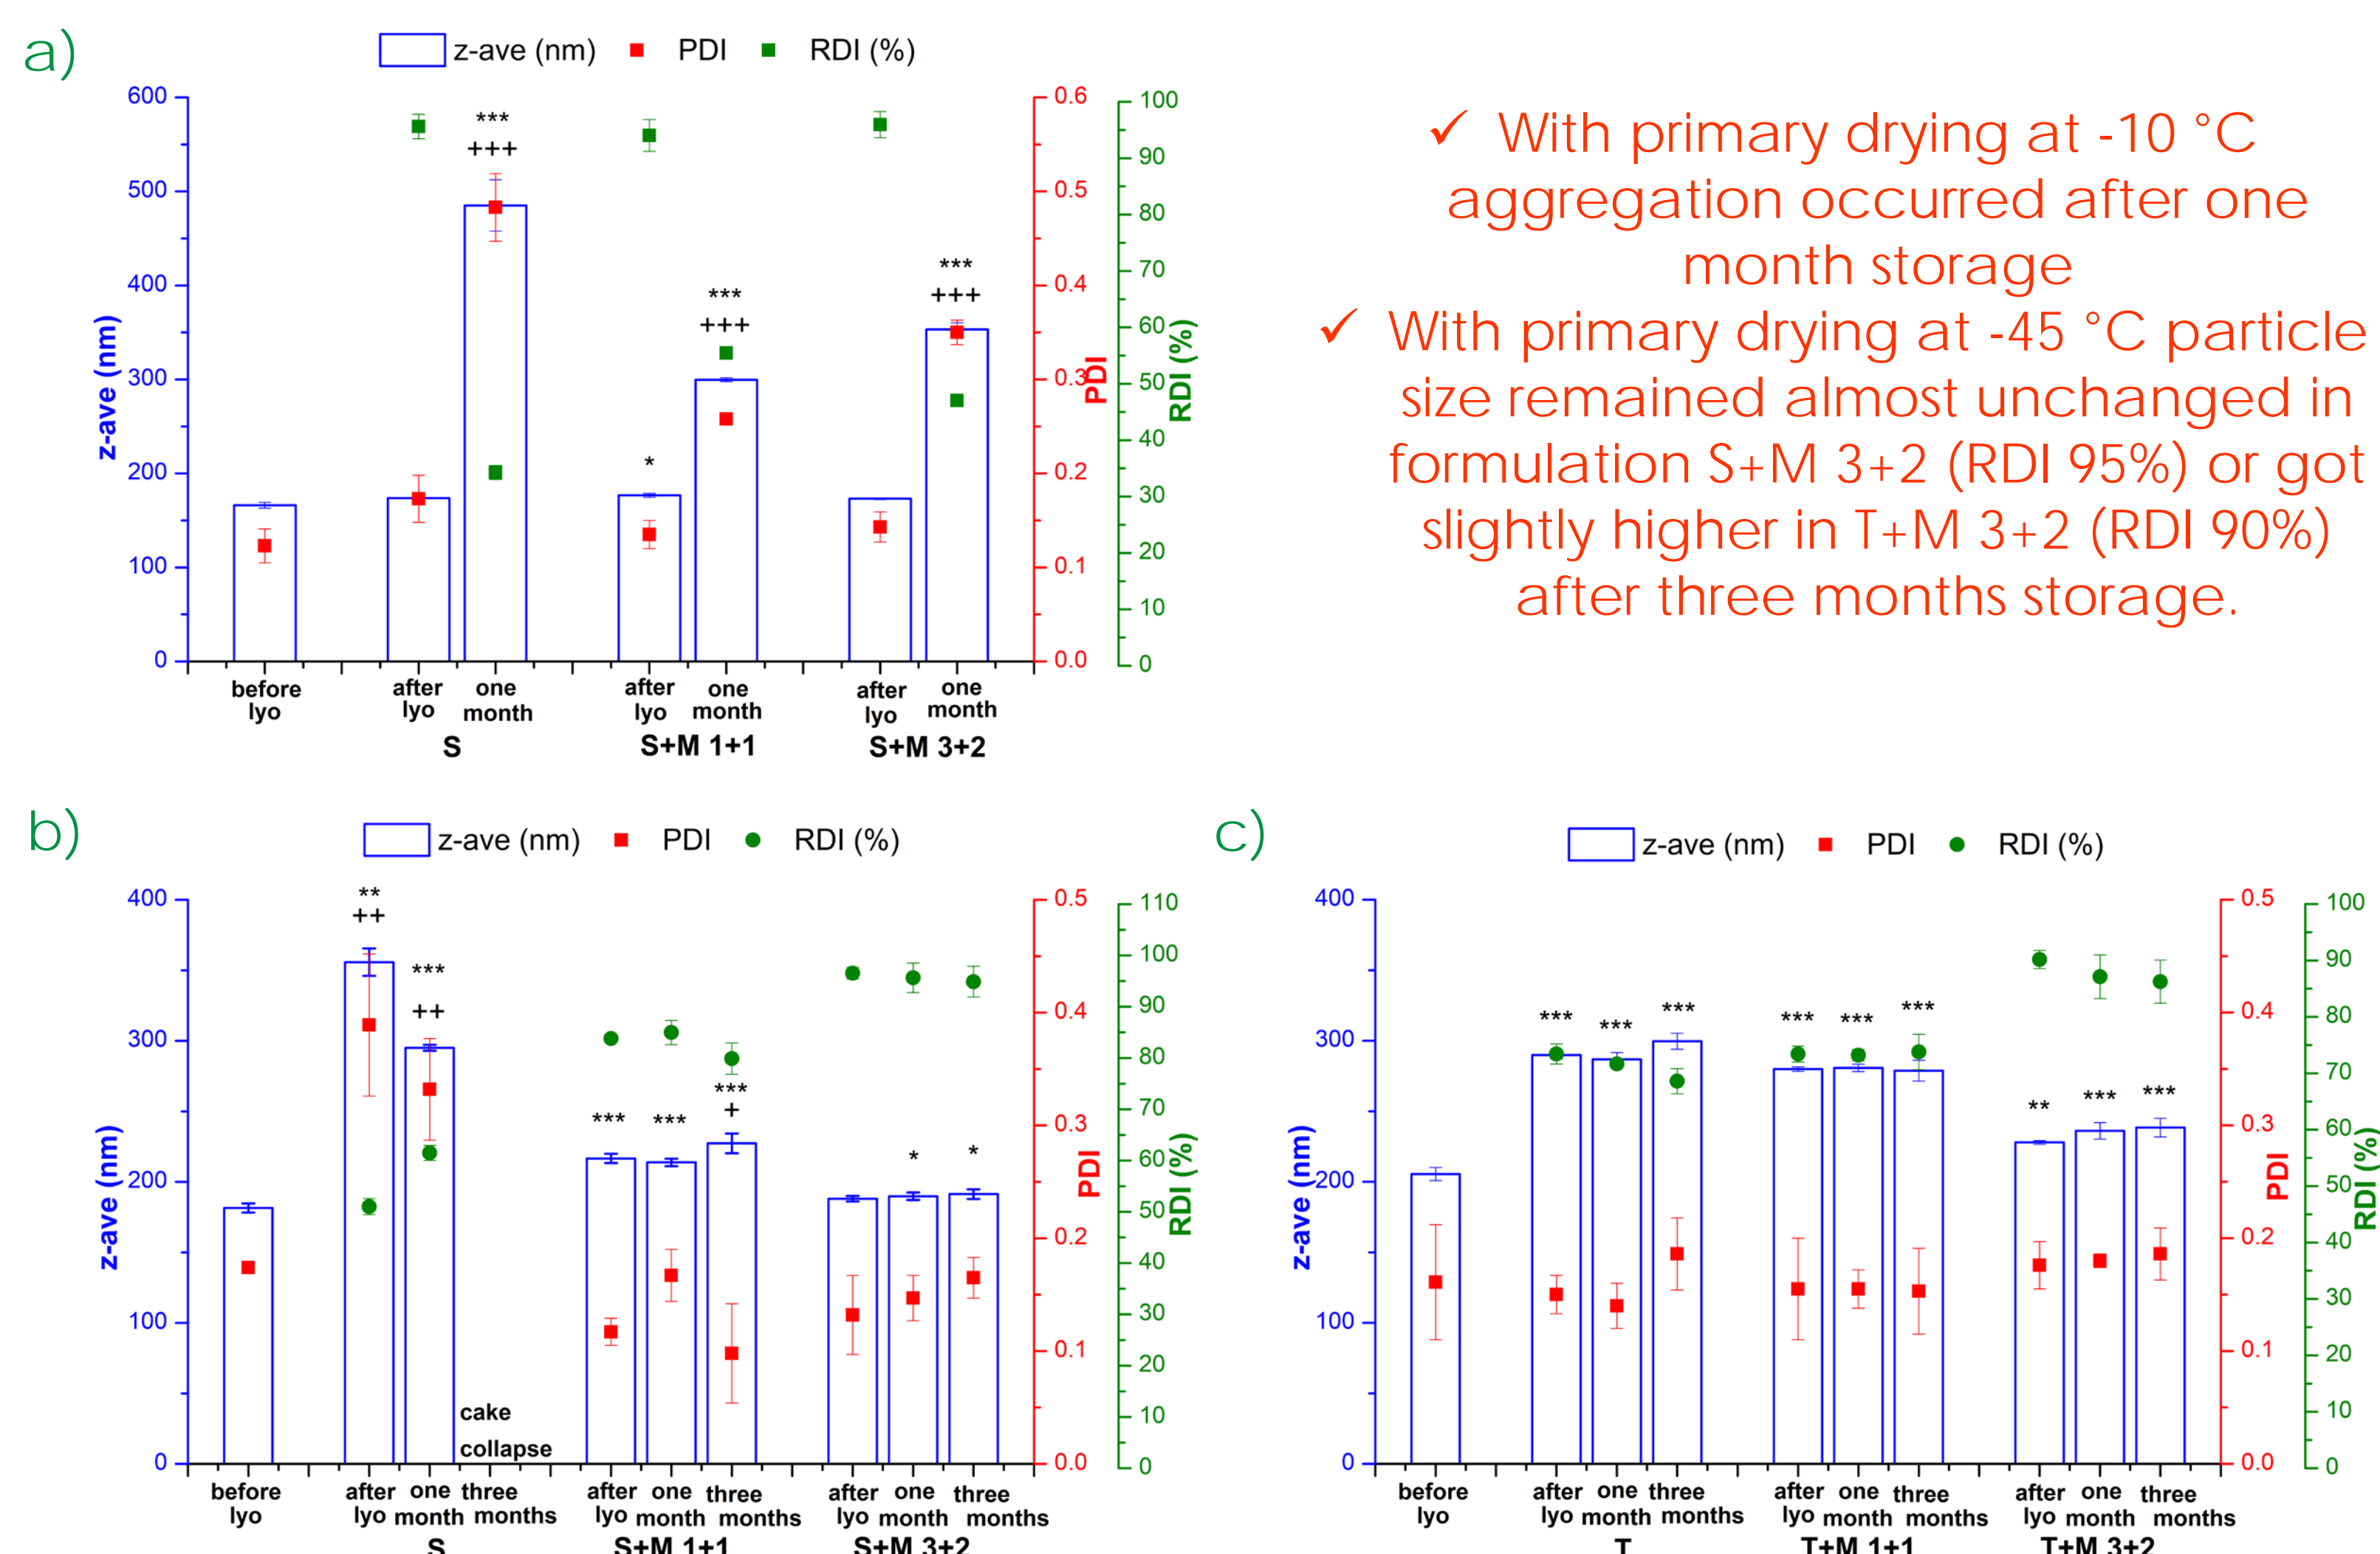 a)
z-ave (nm) PDI RDI (%)
600
500
400
300
200
100
0
z-ave (nm)
***
+++
*
***
+++
***
+++
0.6
0.5
0.4
0.3
0.2
0.1
0.0
PDI
100
90
80
70
60
50
40
30
20
10
0
RDI (%)
before after one after one after one
lyo lyo month lyo month lyo month
S S+M 1+1 S+M 3+2
✓ With primary drying at -10 °C
aggregation occurred after one
month storage
✓ With primary drying at -45 °C particle
size remained almost unchanged in
formulation S+M 3+2 (RDI 95%) or got
slightly higher in T+M 3+2 (RDI 90%)
after three months storage.
b)
z-ave (nm) PDI RDI (%)
400
300
200
100
0
z-ave (nm)
**
++
***
++
cake
collapse
***
***
***
+
*
*
0.5
0.4
0.3
0.2
0.1
0.0
PDI
110
100
90
80
70
60
50
40
30
20
10
0
RDI (%)
before after one three after one three after one three
lyo lyo month months lyo month months lyo month months
S S+M 1+1 S+M 3+2
c)
z-ave (nm) PDI RDI (%)
400
300
200
100
0
z-ave (nm)
***
***
***
***
***
***
**
***
***
0.5
0.4
0.3
0.2
0.1
0.0
PDI
100
90
80
70
60
50
40
30
20
10
0
RDI (%)
before after one three after one three after one three
lyo lyo month months lyo month months lyo month months
T T+M 1+1 T+M 3+2